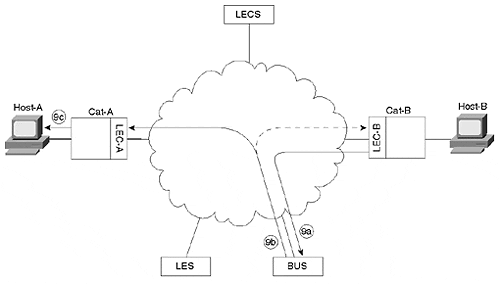 LECS
Host-A
9c
Cat-A
LEC-A
Cat-B
LEC-B
Host-B
9a
9b
LES
BUS